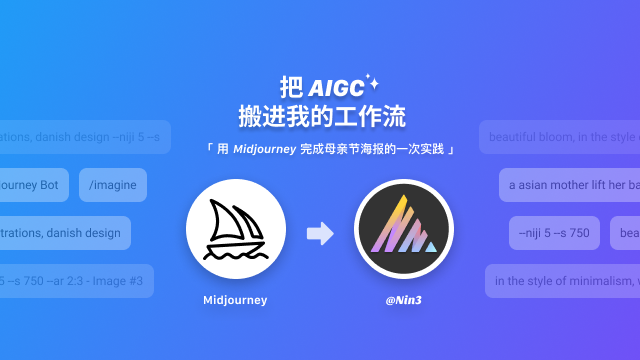 把 AIGC
搬进我的工作流
「 用 Midjourney 完成母亲节海报的一次实践 」
ations, danish design --niji 5 --s
beautiful bloom, in the style
ourney Bot
/imagine
a asian mother lift her ba
trations, danish design
--niji 5 --s 750
bea
5 --s 750 --ar 2:3 - Image #3
in the style of minimalism,
Midjourney
@Nin3